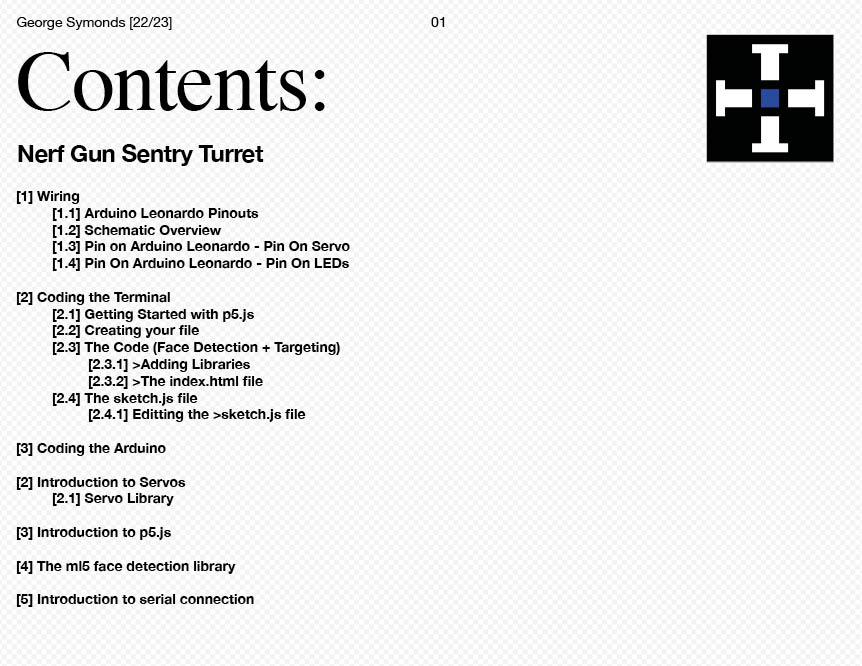 George Symonds [22/23]
01
Contents:
Nerf Gun Sentry Turret
[1] Wiring
[1.1] Arduino Leonardo Pinouts
[1.2] Schematic Overview
[1.3] Pin on Arduino Leonardo - Pin On Servo
[1.4] Pin On Arduino Leonardo - Pin On LEDs
[2] Coding the Terminal
[2.1] Getting Started with p5.js
[2.2] Creating your file
[2.3] The Code (Face Detection + Targeting)
[2.3.1] >Adding Libraries
[2.3.2] >The index.html file
[2.4] The sketch.js file
[2.4.1] Editting the >sketch.js file
[3] Coding the Arduino
[2] Introduction to Servos
[2.1] Servo Library
[3] Introduction to p5.js
[4] The ml5 face detection library
[5] Introduction to serial connection